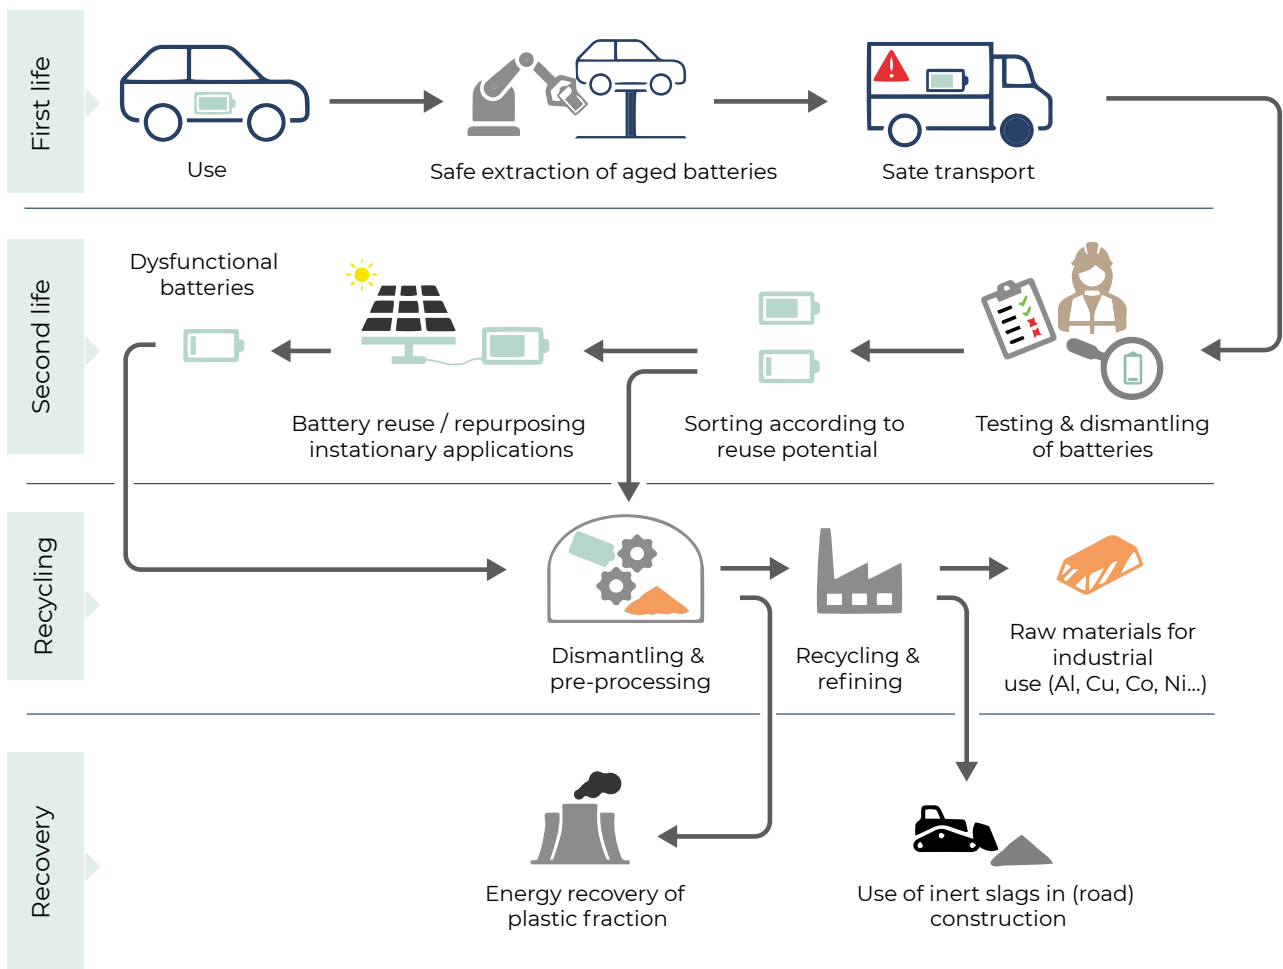 First life
Use
Safe extraction of aged batteries
Sate transport
Second life
Dysfunctional
batteries
Battery reuse / repurposing
instationary applications
Sorting according to
reuse potential
Testing & dismantling
of batteries
Recycling
Dismantling &
pre-processing
Recycling &
refining
Raw materials for
industrial
use (Al, Cu, Co, Ni...)
Recovery
Energy recovery of
plastic fraction
Use of inert slags in (road)
construction